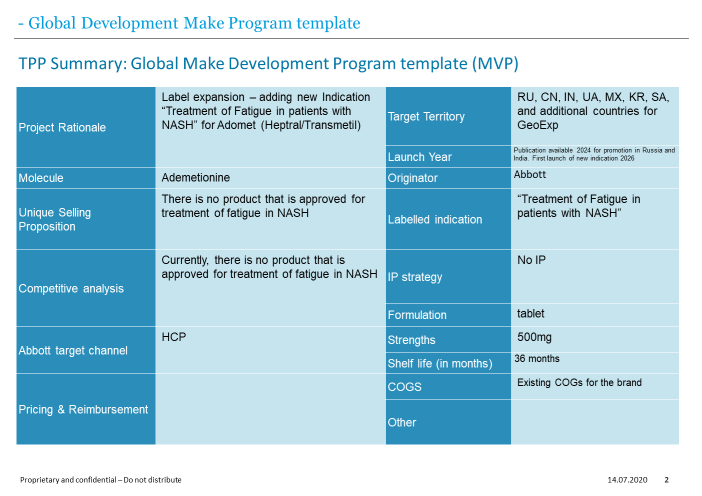 - Global Development Make Program template
TPP Summary: Global Make Development Program template (MVP)
Project Rationale
Label expansion – adding new Indication
“Treatment of Fatigue in patients with
NASH” for Adomet (Heptral/Transmetil)
Target Territory
RU, CN, IN, UA, MX, KR, SA,
and additional countries for
GeoExp
Launch Year
Publication available 2024 for promotion in Russia and
India. First launch of new indication 2026
Molecule
Ademetionine
Originator
Abbott
Unique Selling
Proposition
There is no product that is approved for
treatment of fatigue in NASH
Labelled indication
“Treatment of Fatigue in
patients with NASH”
Competitive analysis
Currently, there is no product that is
approved for treatment of fatigue in NASH
IP strategy
No IP
Formulation
tablet
Abbott target channel
HCP
Strengths
500mg
Shelf life (in months)
36 months
Pricing & Reimbursement
COGS
Existing COGs for the brand
Other
Proprietary and confidential – Do not distribute
14.07.2020
2